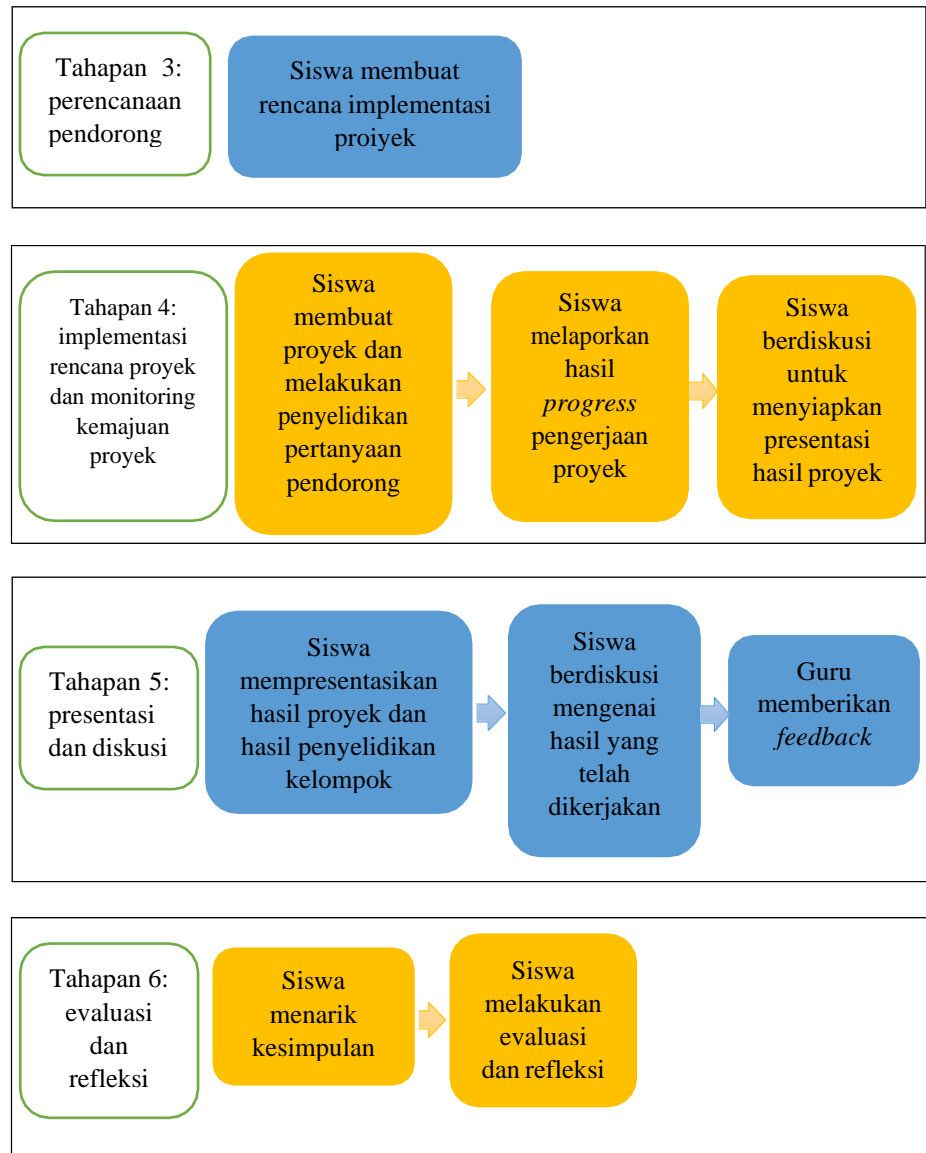 Tahapan 3:
perencanaan
pendorong
Siswa membuat
rencana implementasi
proiyek
Tahapan 4:
implementasi
rencana proyek
dan monitoring
kemajuan
proyek
Siswa
membuat
proyek dan
melakukan
penyelidikan
pertanyaan
pendorong
Siswa
melaporkan
hasil
progress
pengerjaan
proyek
Siswa
berdiskusi
untuk
menyiapkan
presentasi
hasil proyek
Tahapan 5:
presentasi
dan diskusi
Siswa
mempresentasikan
hasil proyek dan
hasil penyelidikan
kelompok
Siswa
berdiskusi
mengenai
hasil yang
telah
dikerjakan
Guru
memberikan
feedback
Tahapan 6:
evaluasi
dan
refleksi
Siswa
menarik
kesimpulan
Siswa
melakukan
evaluasi
dan refleksi